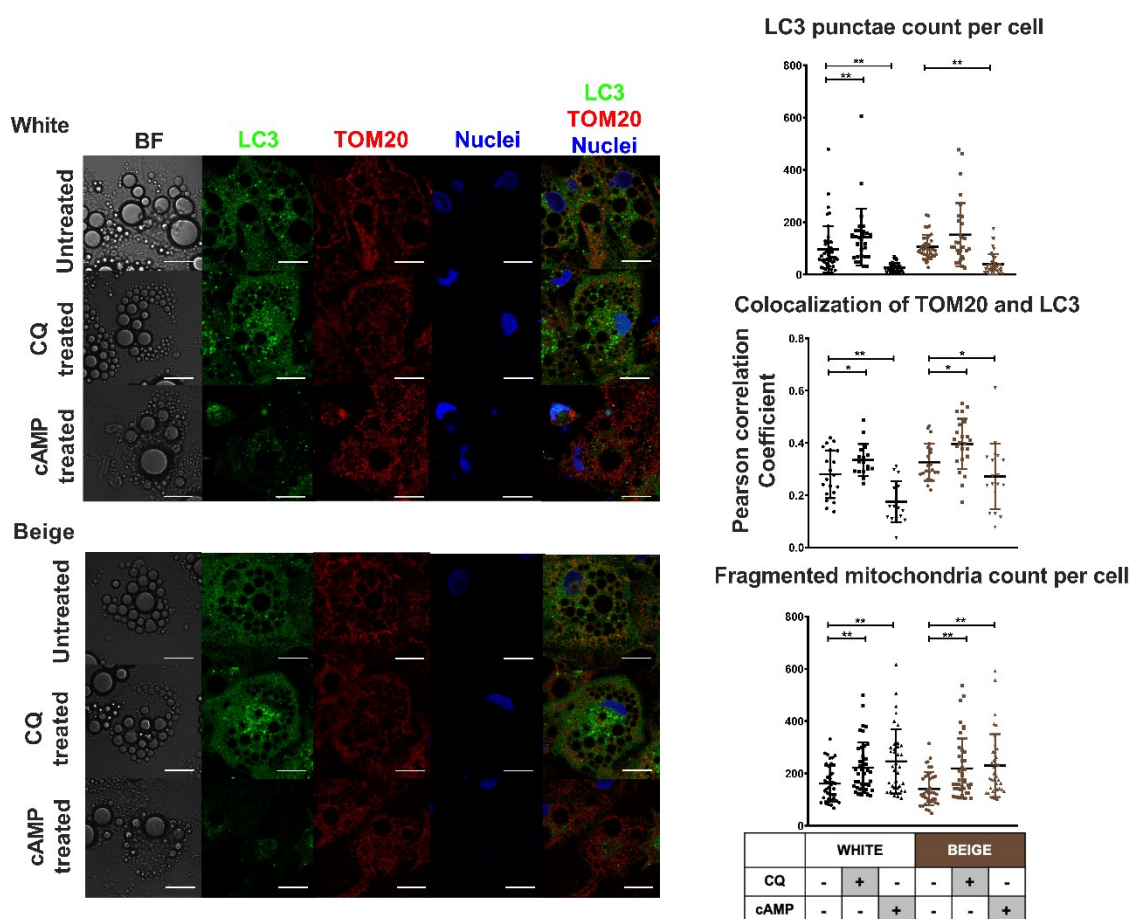 White
BF
LC3
TOM20
Nuclei
LC3
TOM20
Nuclei
Untreated
CQ
treated
cAMP
treated
Beige
Untreated
CQ
treated
cAMP
treated
LC3 punctae count per cell
800
600
400
200
0
**
**
**
Colocalization of TOM20 and LC3
Pearson correlation
Coefficient
0.8
0.6
0.4
0.2
0.0
**
*
*
*
Fragmented mitochondria count per cell
800
600
400
200
0
**
**
**
**
WHITE BEIGE
CQ - + - - + -
cAMP - - + - - +